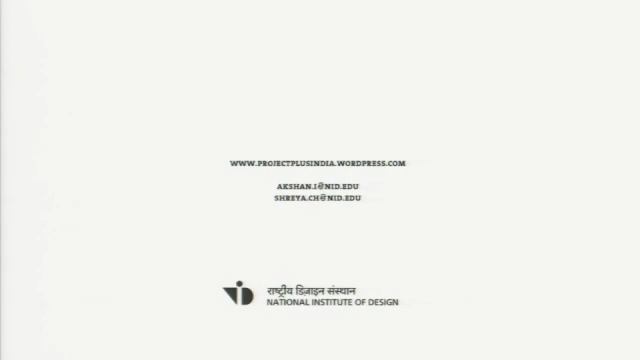 WWW.PROJECTPLUSINDIA.WORDPRESS.COM
AKSHAN.I@NID.EDU
SHREYA.CH@NID.EDU
राष्ट्रीय डिज़ाइन संस्थान
NATIONAL INSTITUTE OF DESIGN